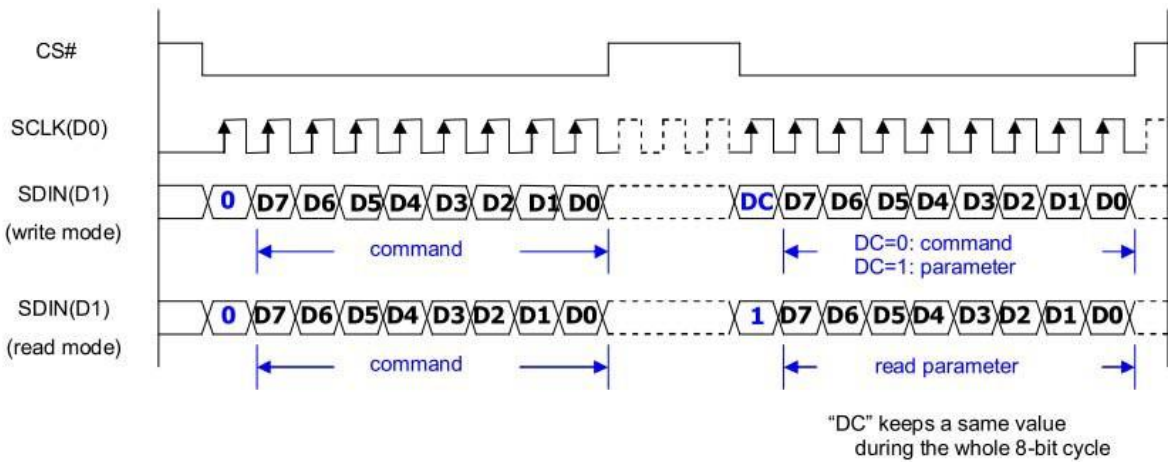 CS#
SCLK(D0)
SDIN(D1) 0 D7 D6 D5 D4 D3 D2 D1 D0 DC D7 D6 D5 D4 D3 D2 D1 D0
(write mode) command DC=0: command
DC=1: parameter
SDIN(D1) 0 D7 D6 D5 D4 D3 D2 D1 D0 1 D7 D6 D5 D4 D3 D2 D1 D0
(read mode) command read parameter
“DC” keeps a same value
during the whole 8-bit cycle